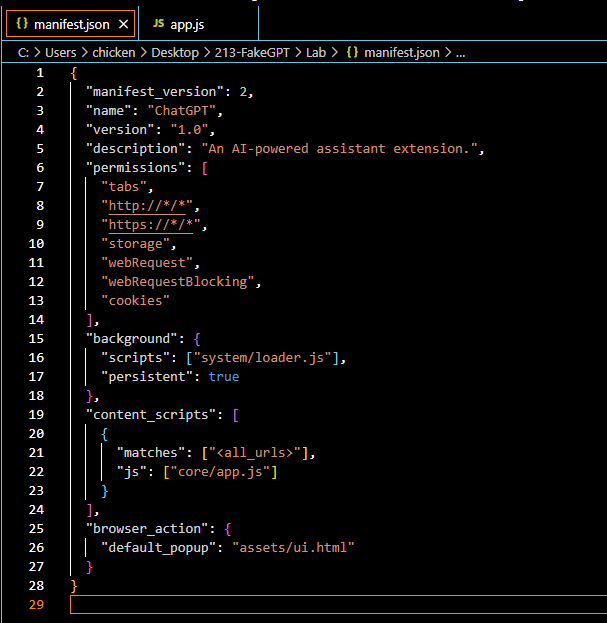 {} manifest.json ×
JS app.js
C: > Users > chicken > Desktop > 213-FakeGPT > Lab > {} manifest.json > ...
1 {
2 "manifest_version": 2,
3 "name": "ChatGPT",
4 "version": "1.0",
5 "description": "An AI-powered assistant extension.",
6 "permissions": [
7 "tabs",
8 "http://*/*",
9 "https://*/*",
10 "storage",
11 "webRequest",
12 "webRequestBlocking",
13 "cookies"
14 ],
15 "background": {
16 "scripts": ["system/loader.js"],
17 "persistent": true
18 },
19 "content_scripts": [
20 {
21 "matches": ["<all_urls>"],
22 "js": ["core/app.js"]
23 }
24 ],
25 "browser_action": {
26 "default_popup": "assets/ui.html"
27 }
28 }
29